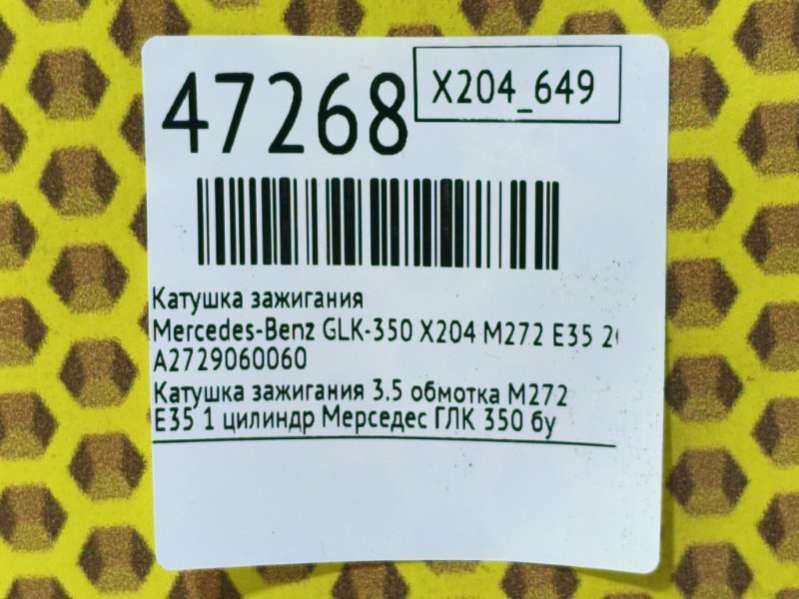 47268
X204_649
Катушка зажигания
Mercedes-Benz GLK-350 X204 M272 E35
A2729060060
Катушка зажигания 3.5 обмотка M272
E35 1 цилиндр Мерседес ГЛК 350 бу